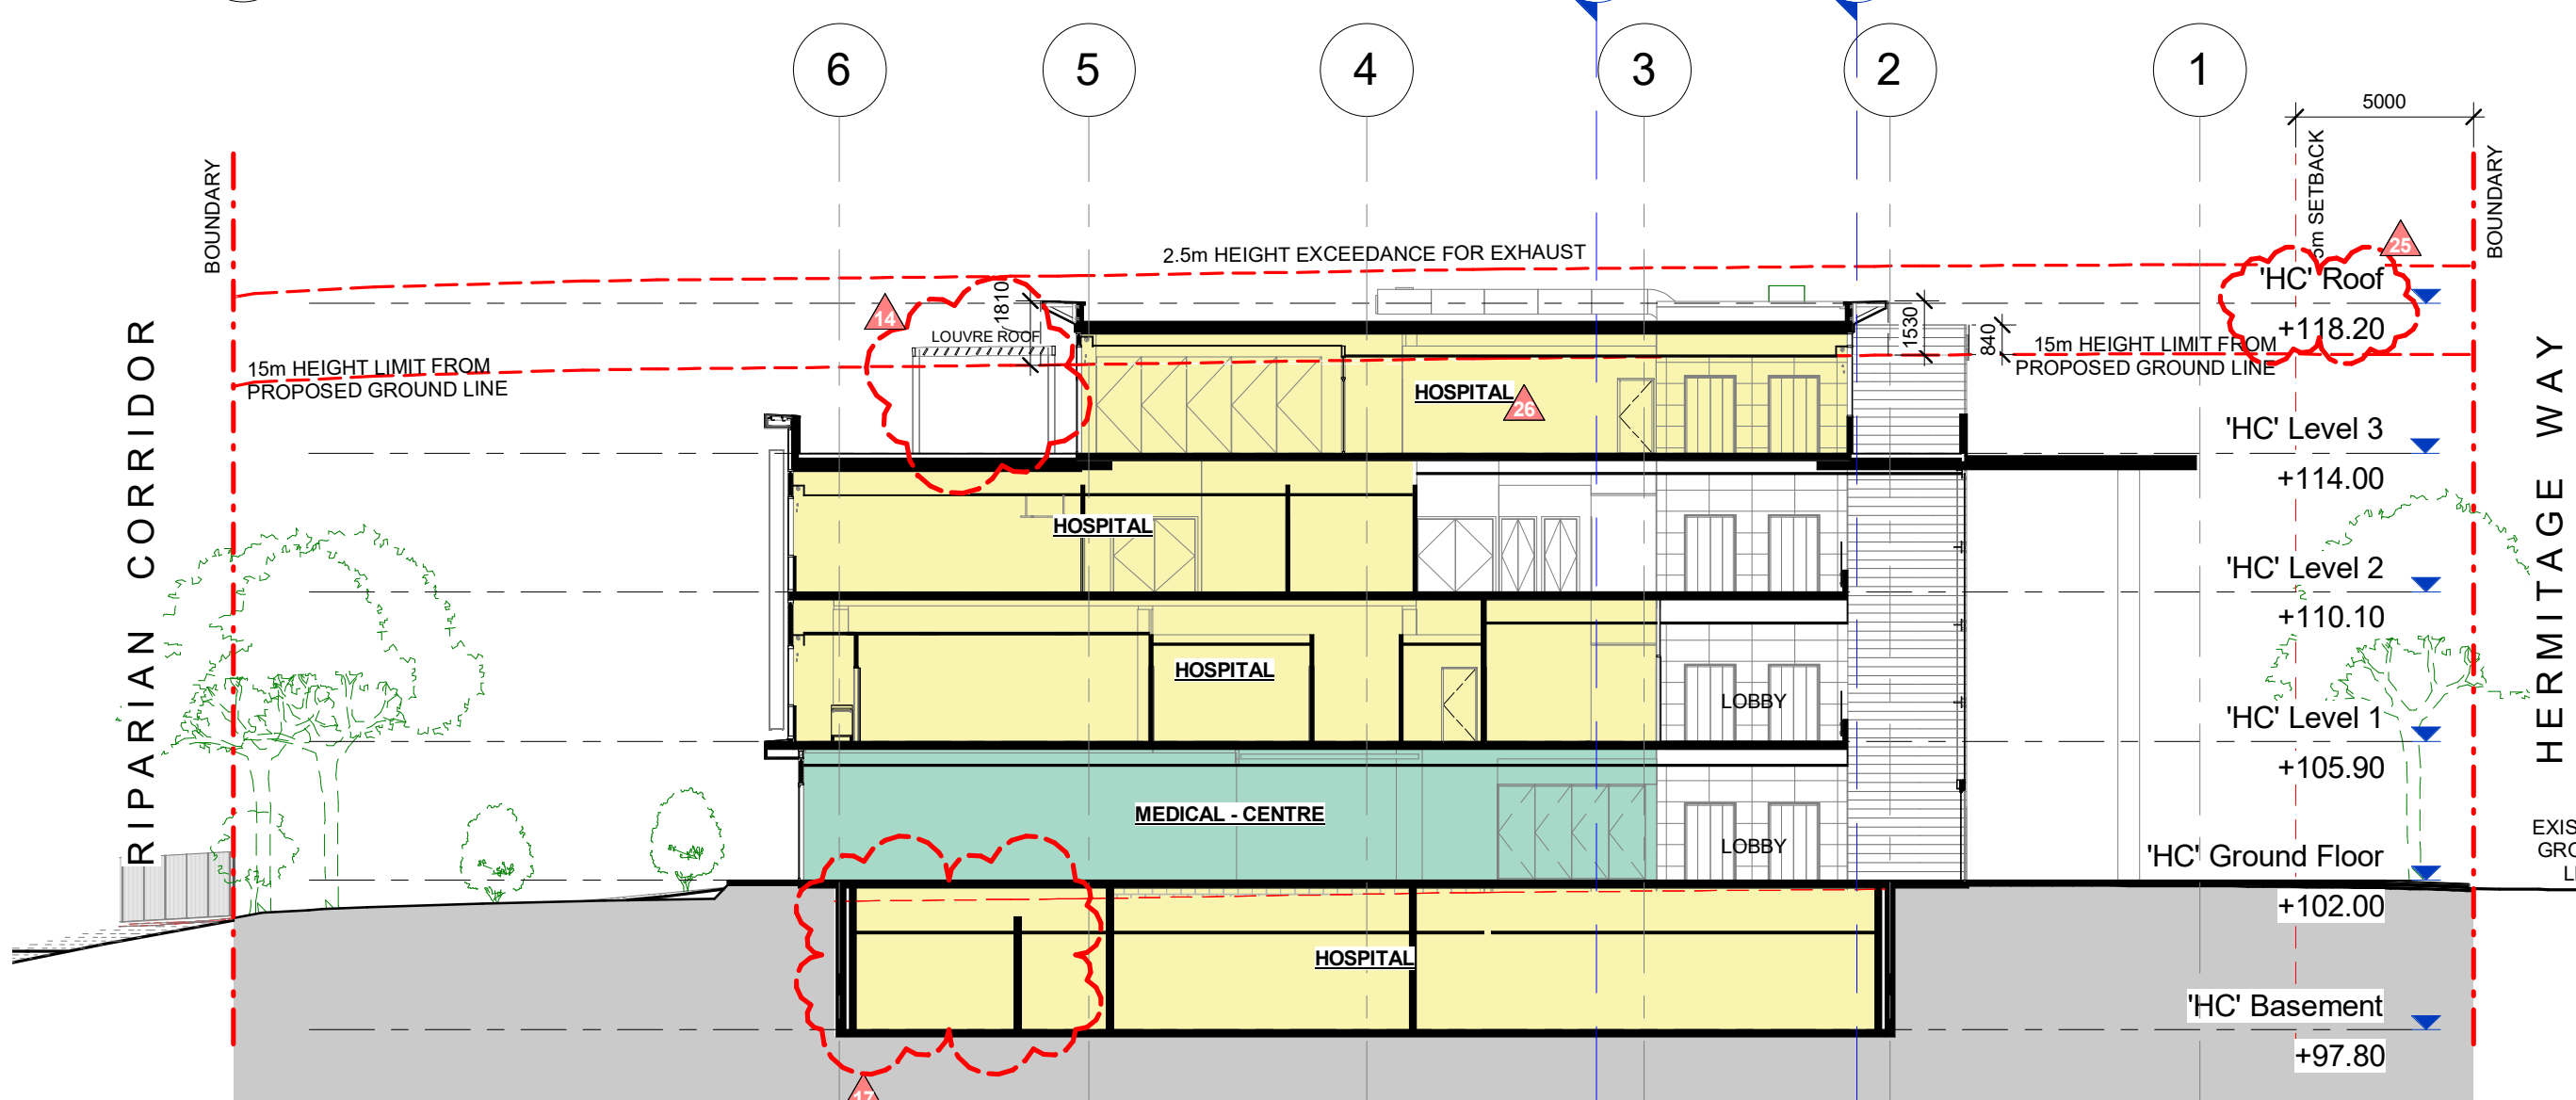 6
5
4
3
2
1
5000
BOUNDARY
5m SETBACK
BOUNDARY
25
2.5m HEIGHT EXCEEDANCE FOR EXHAUST
'HC' Roof
+118.20
1810
14
LOUVRE ROOF
1530
840
15m HEIGHT LIMIT FROM
PROPOSED GROUND LINE
15m HEIGHT LIMIT FROM
PROPOSED GROUND LINE
HOSPITAL
26
'HC' Level 3
+114.00
RIPARIAN CORRIDOR
HERMITAGE WAY
HOSPITAL
'HC' Level 2
+110.10
HOSPITAL
LOBBY
'HC' Level 1
+105.90
MEDICAL - CENTRE
LOBBY
'HC' Ground Floor
+102.00
HOSPITAL
'HC' Basement
+97.80
17